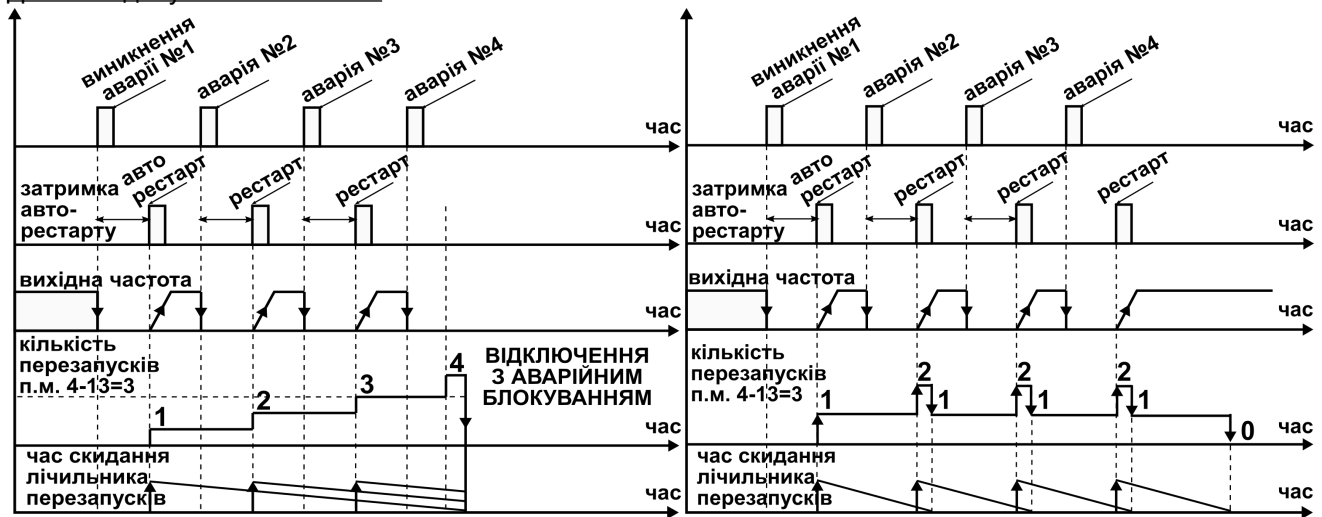 виникнення
аварії №1
аварія №2
аварія №3
аварія №4
час
затримка
авто-
рестарту
авто
рестарт
рестарт
рестарт
час
вихідна частота
час
кількість
перезапусків
п.м. 4-13=3
1
2
3
4
ВІДКЛЮЧЕННЯ
З АВАРІЙНИМ
БЛОКУВАННЯМ
час
час скидання
лічильника
перезапусків
час
виникнення
аварії №1
аварія №2
аварія №3
аварія №4
час
затримка
авто-
рестарту
авто
рестарт
рестарт
рестарт
рестарт
час
вихідна частота
час
кількість
перезапусків
п.м. 4-13=3
1
2
1
2
1
2
1
0
час
час скидання
лічильника
перезапусків
час